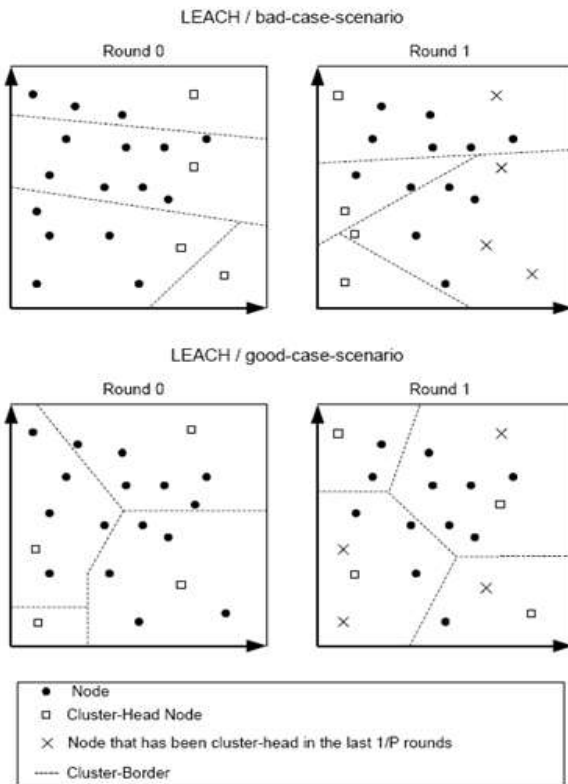 LEACH / bad-case-scenario
Round 0
Round 1
LEACH / good-case-scenario
Round 0
Round 1
Node
Cluster-Head Node
Node that has been cluster-head in the last 1/P rounds
Cluster-Border